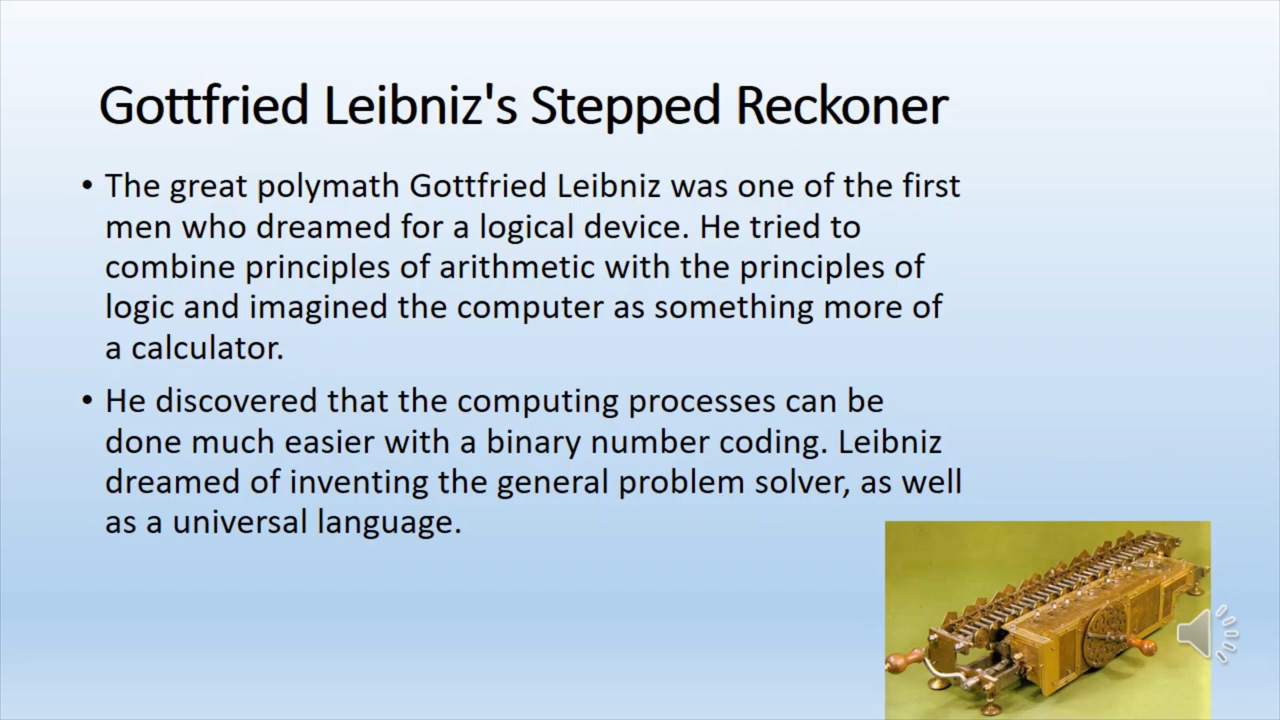 Gottfried Leibniz's Stepped Reckoner
• The great polymath Gottfried Leibniz was one of the first
men who dreamed for a logical device. He tried to
combine principles of arithmetic with the principles of
logic and imagined the computer as something more of
a calculator.
• He discovered that the computing processes can be
done much easier with a binary number coding. Leibniz
dreamed of inventing the general problem solver, as well
as a universal language.